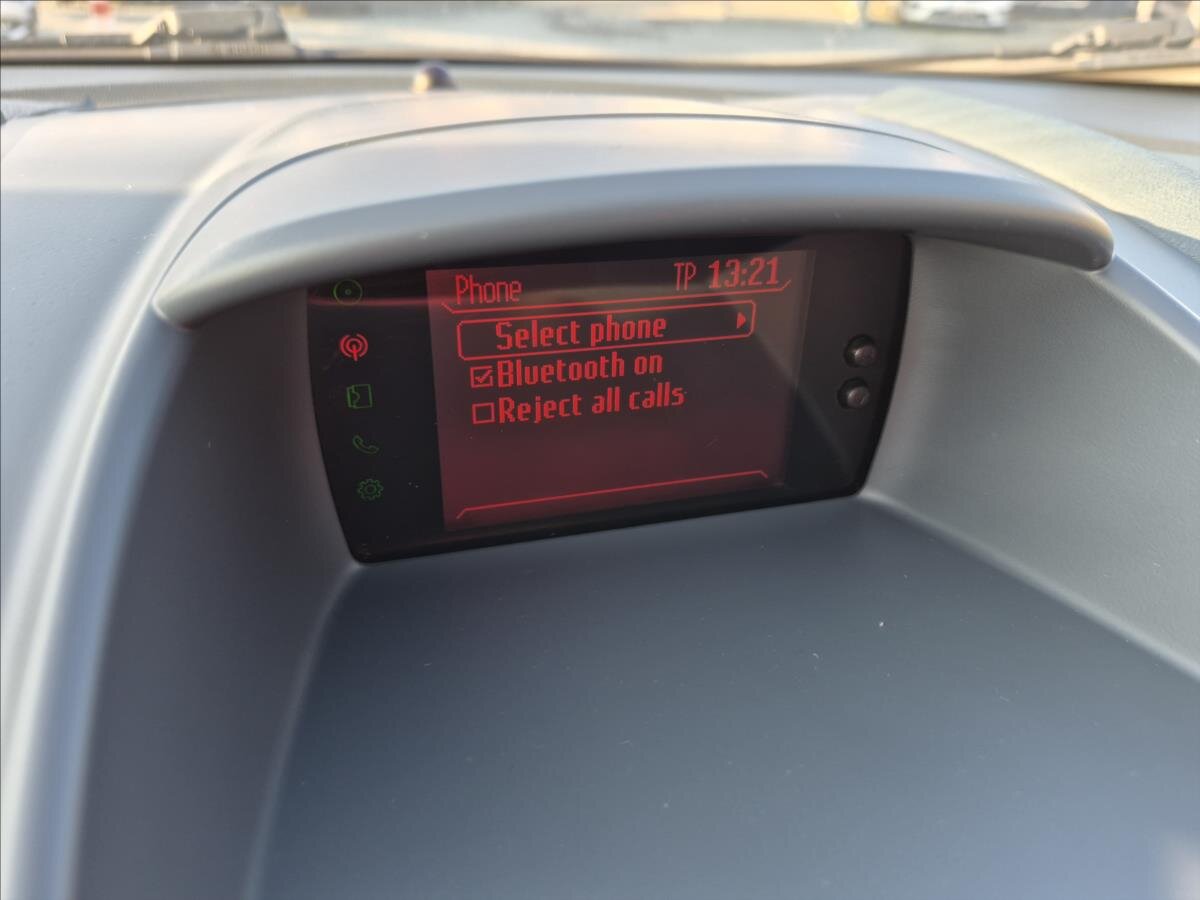 Phone TP 13:21
Select phone
Bluetooth on
Reject all calls